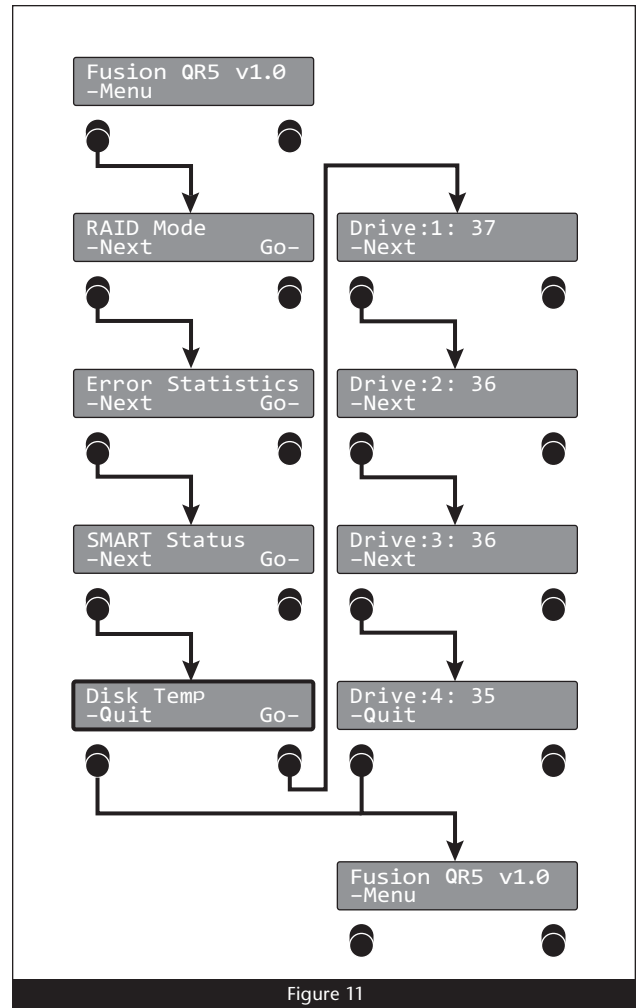 Fusion QR5 v1.0
–Menu
RAID Mode
–Next Go–
Error Statistics
–Next Go–
SMART Status
–Next Go–
Disk Temp
–Quit Go–
Drive:1: 37
–Next
Drive:2: 36
–Next
Drive:3: 36
–Next
Drive:4: 35
–Quit
Fusion QR5 v1.0
–Menu
Figure 11